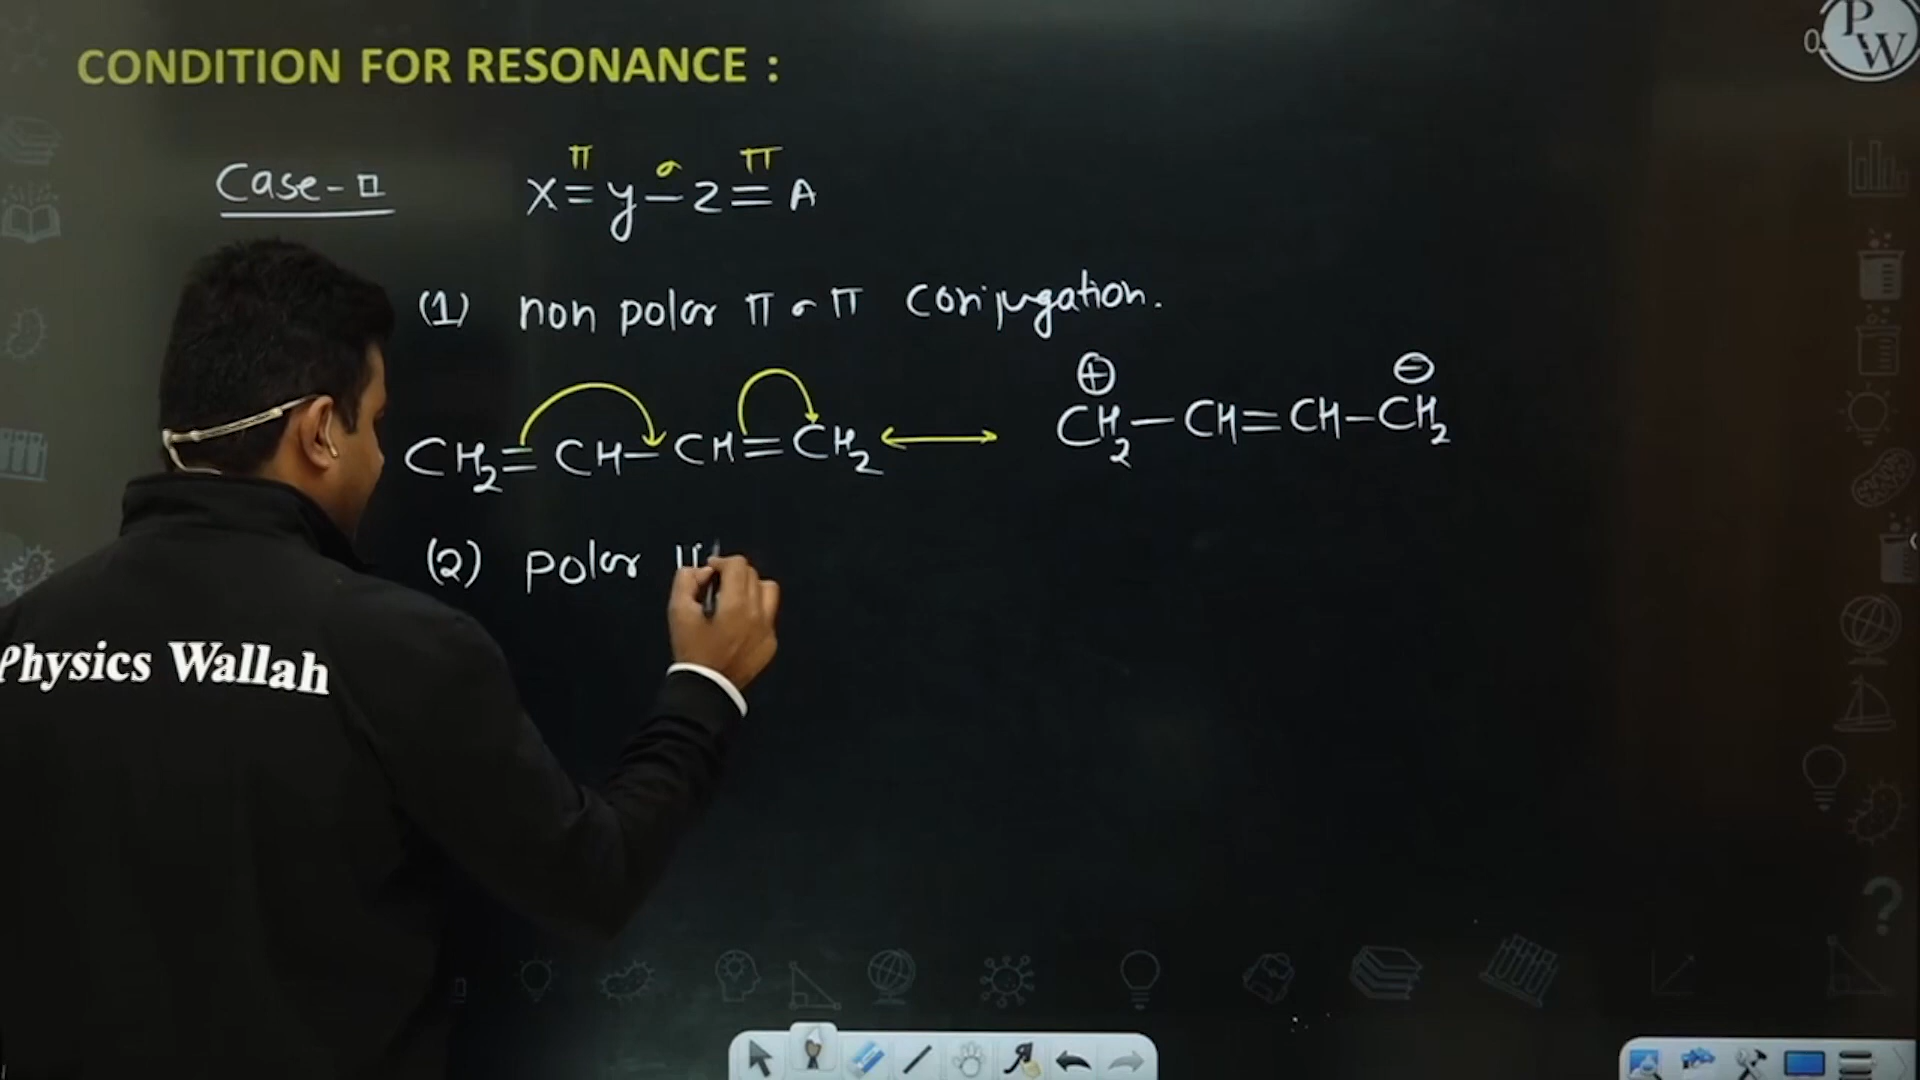 CONDITION FOR RESONANCE :
PW
Case-II
π σ π
X=y-z=A
(1) non polar π σ π conjugation.
⊕ ⊖
CH₂=CH-CH=CH₂ ⟷ CH₂-CH=CH-CH₂
(2) polar
Physics Wallah